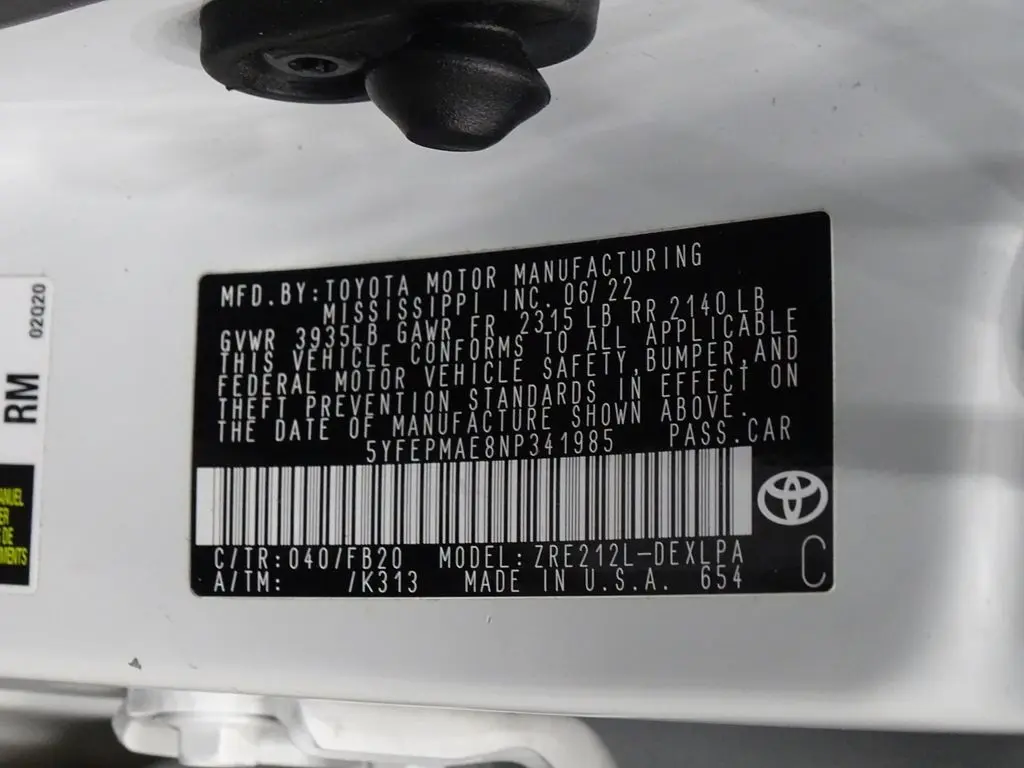 MFD.BY:TOYOTA MOTOR MANUFACTURING
MISSISSIPPI INC. 06/22
GVWR 3935LB GAWR FR 2315 LB RR 2140 LB
THIS VEHICLE CONFORMS TO ALL APPLICABLE
FEDERAL MOTOR VEHICLE SAFETY,BUMPER,AND
THEFT PREVENTION STANDARDS IN EFFECT ON
THE DATE OF MANUFACTURE SHOWN ABOVE.
5YFEPMAE8NP341985 PASS.CAR
C/TR:040/FB20 MODEL:ZRE212L-DEXLPA
A/TM: /K313 MADE IN U.S.A. 654
C
RM
02Q20
DE